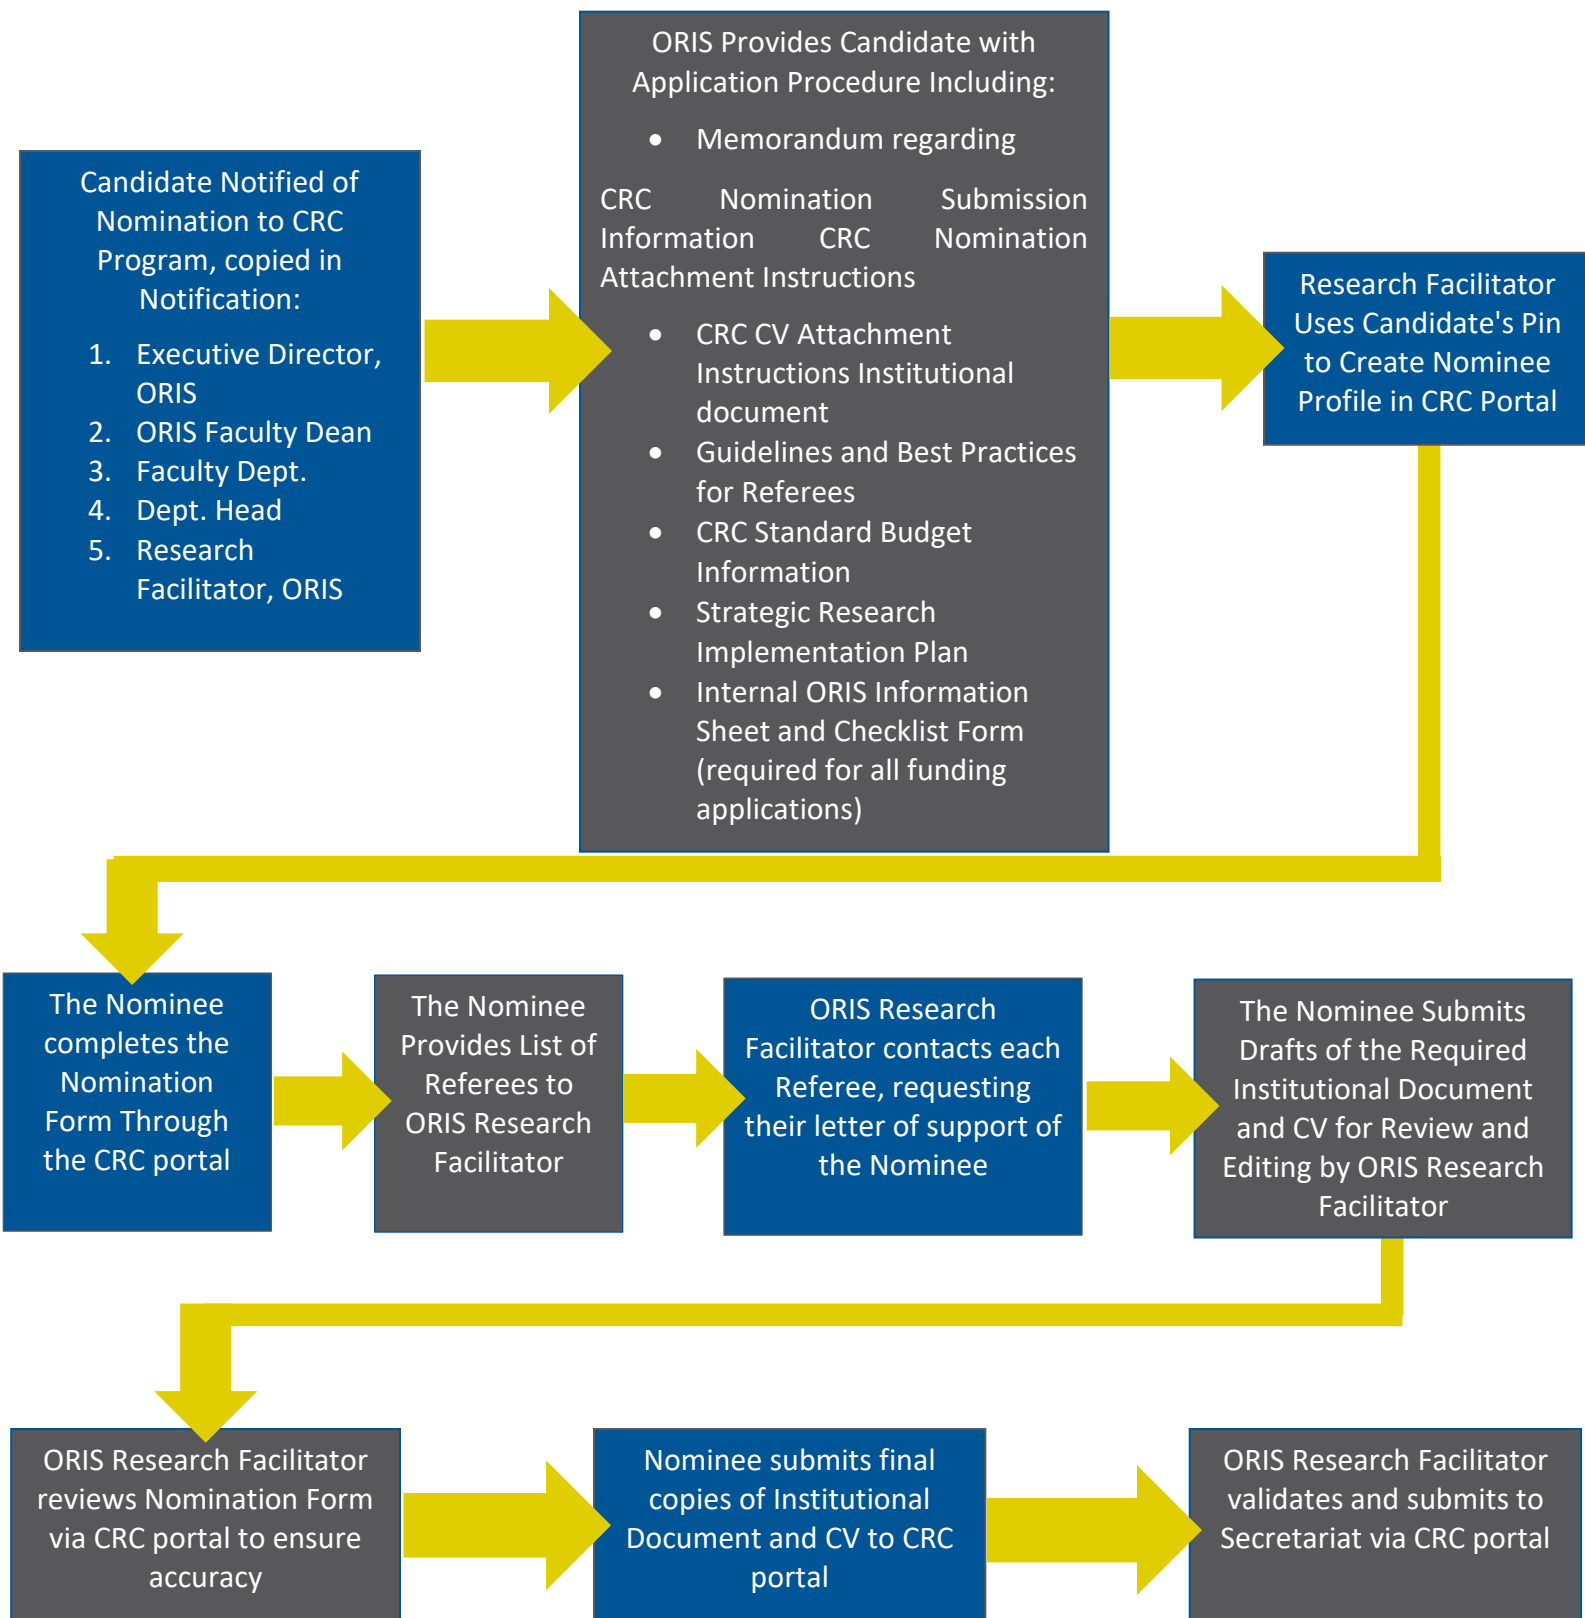 Candidate Notified of
Nomination to CRC
Program, copied in
Notification:
1. Executive Director,
ORIS
2. ORIS Faculty Dean
3. Faculty Dept.
4. Dept. Head
5. Research
Facilitator, ORIS
ORIS Provides Candidate with
Application Procedure Including:
• Memorandum regarding
CRC Nomination Submission
Information CRC Nomination
Attachment Instructions
• CRC CV Attachment
Instructions Institutional
document
• Guidelines and Best Practices
for Referees
• CRC Standard Budget
Information
• Strategic Research
Implementation Plan
• Internal ORIS Information
Sheet and Checklist Form
(required for all funding
applications)
Research Facilitator
Uses Candidate's Pin
to Create Nominee
Profile in CRC Portal
The Nominee
completes the
Nomination
Form Through
the CRC portal
The Nominee
Provides List of
Referees to
ORIS Research
Facilitator
ORIS Research
Facilitator contacts each
Referee, requesting
their letter of support of
the Nominee
The Nominee Submits
Drafts of the Required
Institutional Document
and CV for Review and
Editing by ORIS Research
Facilitator
ORIS Research Facilitator
reviews Nomination Form
via CRC portal to ensure
accuracy
Nominee submits final
copies of Institutional
Document and CV to CRC
portal
ORIS Research Facilitator
validates and submits to
Secretariat via CRC portal